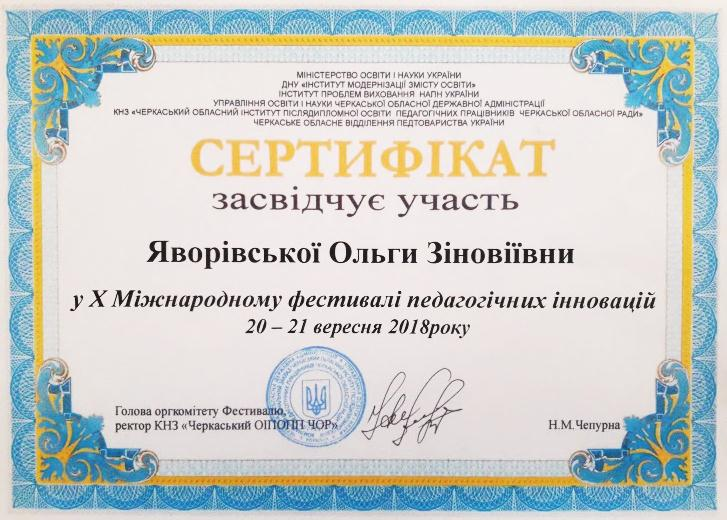 МІНІСТЕРСТВО ОСВІТИ І НАУКИ УКРАЇНИ
ДНУ «ІНСТИТУТ МОДЕРНІЗАЦІЇ ЗМІСТУ ОСВІТИ»
ІНСТИТУТ ПРОБЛЕМ ВИХОВАННЯ НАПН УКРАЇНИ
УПРАВЛІННЯ ОСВІТИ І НАУКИ ЧЕРКАСЬКОЇ ОБЛАСНОЇ ДЕРЖАВНОЇ АДМІНІСТРАЦІЇ
КНЗ «ЧЕРКАСЬКИЙ ОБЛАСНИЙ ІНСТИТУТ ПІСЛЯДИПЛОМНОЇ ОСВІТИ ПЕДАГОГІЧНИХ ПРАЦІВНИКІВ ЧЕРКАСЬКОЇ ОБЛАСНОЇ РАДИ»
ЧЕРКАСЬКЕ ОБЛАСНЕ ВІДДІЛЕННЯ ПЕДТОВАРИСТВА УКРАЇНИ
СЕРТИФІКАТ
засвідчує участь
Яворівської Ольги Зіновіївни
у X Міжнародному фестивалі педагогічних інновацій
20 – 21 вересня 2018року
Голова оргкомітету Фестивалю,
ректор КНЗ «Черкаський ОІПОПП ЧОР»
Н.М.Чепурна